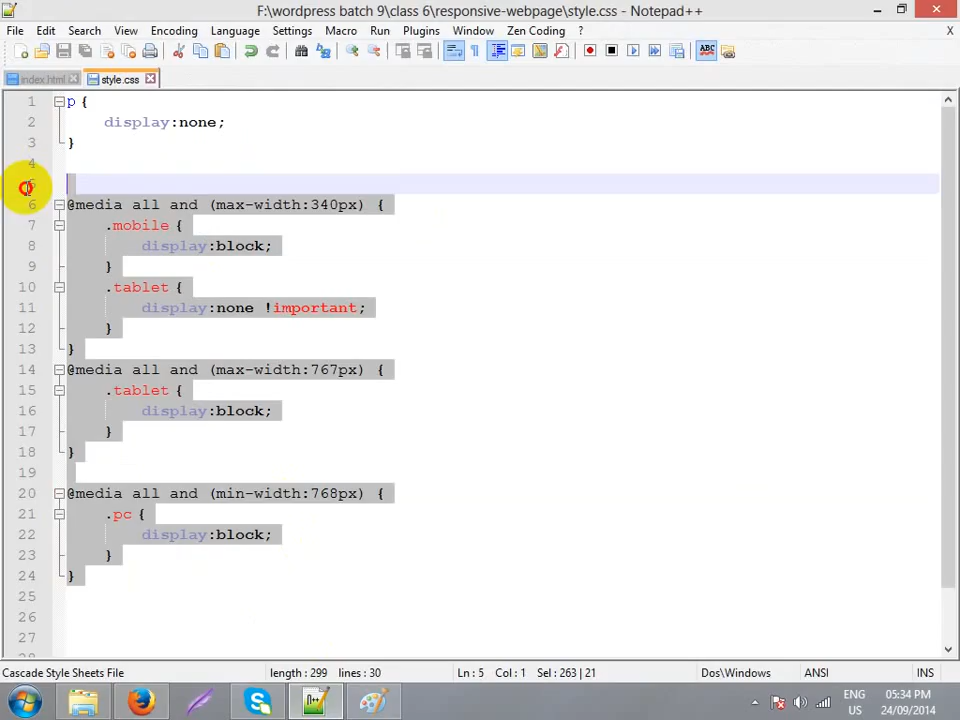 F:\wordpress batch 9\class 6\responsive-webpage\style.css - Notepad++
File Edit Search View Encoding Language Settings Macro Run Plugins Window Zen Coding ? X
index.html style.css
1 p {
2 display:none;
3 }
4
5
6 @media all and (max-width:340px) {
7 .mobile {
8 display:block;
9 }
10 .tablet {
11 display:none !important;
12 }
13 }
14 @media all and (max-width:767px) {
15 .tablet {
16 display:block;
17 }
18 }
19
20 @media all and (min-width:768px) {
21 .pc {
22 display:block;
23 }
24 }
25
26
27
28
Cascade Style Sheets File length : 299 lines : 30 Ln : 5 Col : 1 Sel : 263 | 21 Dos\Windows ANSI INS
ENG 05:34 PM
US 24/09/2014